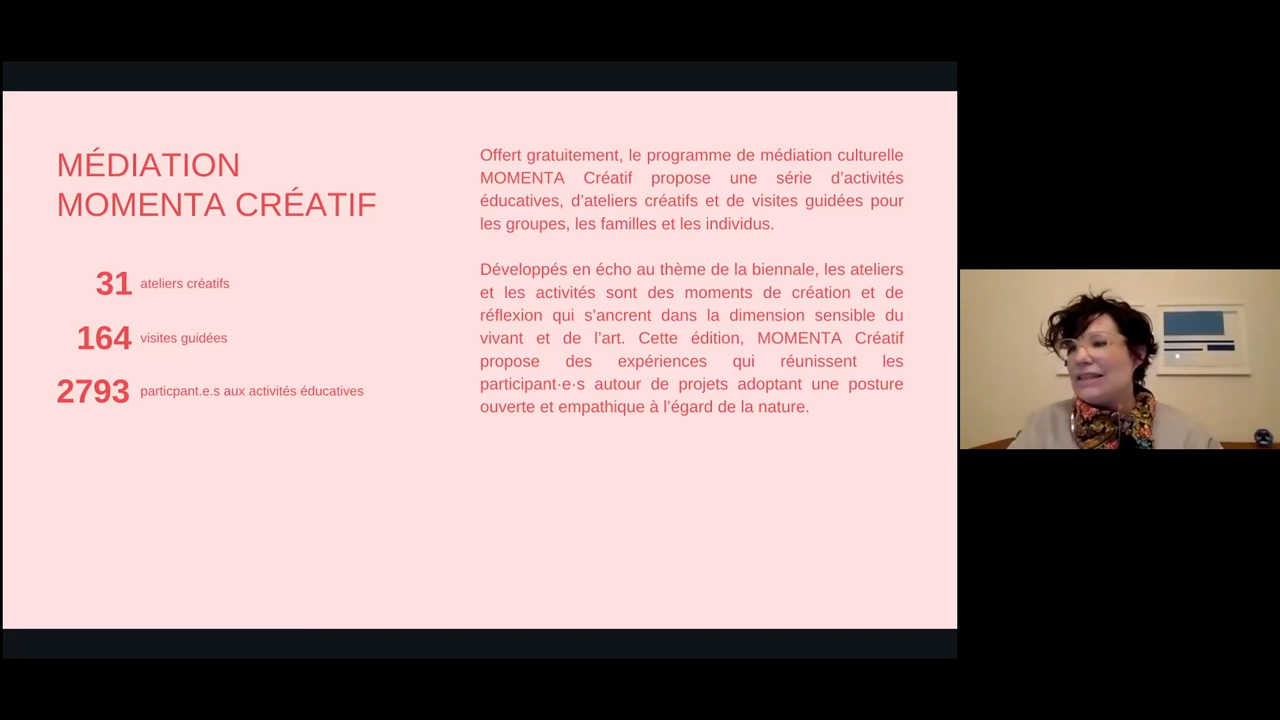 MÉDIATION
MOMENTA CRÉATIF
31 ateliers créatifs
164 visites guidées
2793 particpant.e.s aux activités éducatives
Offert gratuitement, le programme de médiation culturelle
MOMENTA Créatif propose une série d’activités
éducatives, d’ateliers créatifs et de visites guidées pour
les groupes, les familles et les individus.
Développés en écho au thème de la biennale, les ateliers
et les activités sont des moments de création et de
réflexion qui s’ancrent dans la dimension sensible du
vivant et de l’art. Cette édition, MOMENTA Créatif
propose des expériences qui réunissent les
participant·e·s autour de projets adoptant une posture
ouverte et empathique à l’égard de la nature.